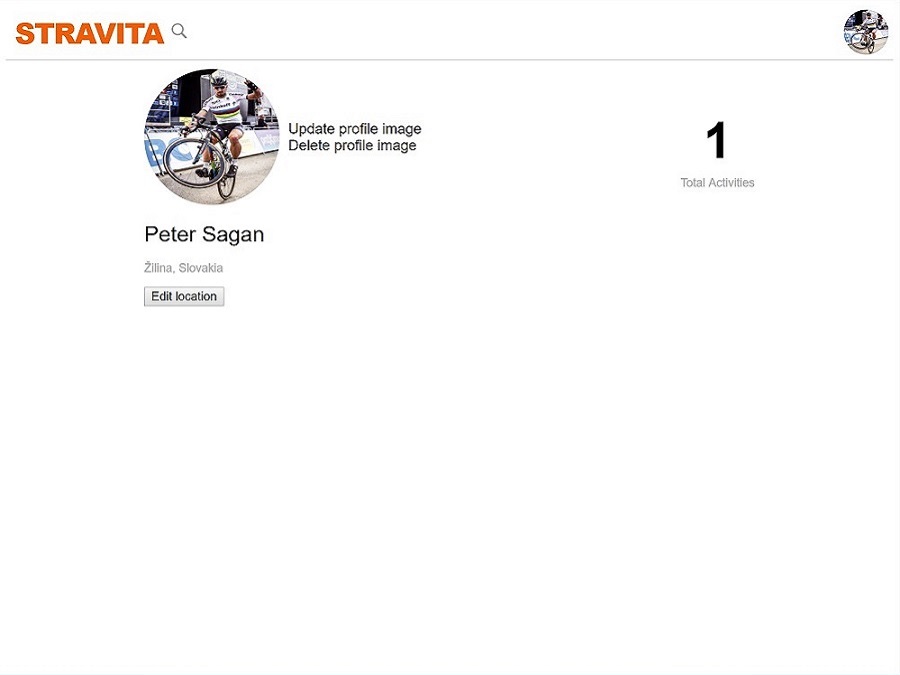 STRAVITA
Update profile image
Delete profile image
1
Total Activities
Peter Sagan
Žilina, Slovakia
Edit location